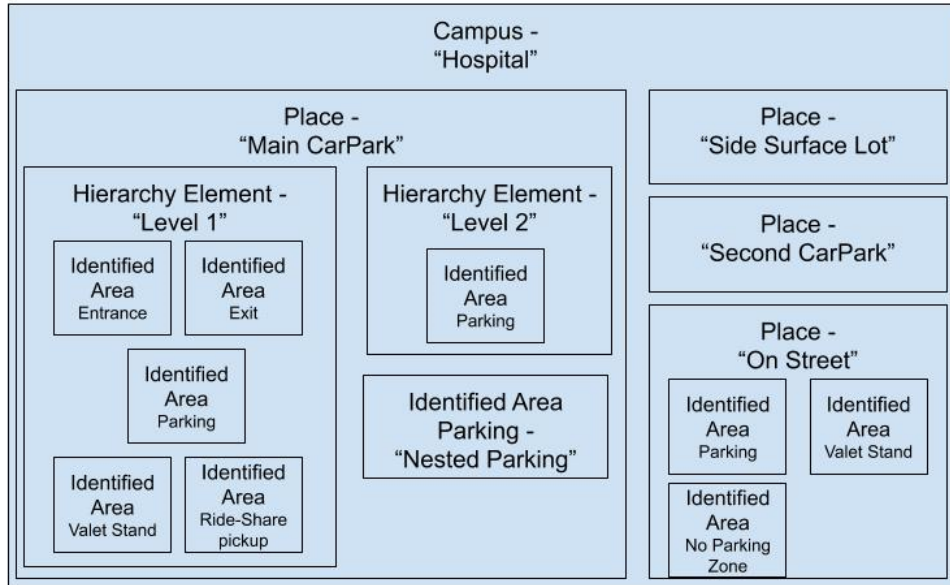 Campus -
“Hospital”
Place -
“Main CarPark”
Hierarchy Element -
“Level 1”
Identified
Area
Entrance
Identified
Area
Exit
Identified
Area
Parking
Identified
Area
Valet Stand
Identified
Area
Ride-Share
pickup
Hierarchy Element -
“Level 2”
Identified
Area
Parking
Identified Area
Parking -
“Nested Parking”
Place -
“Side Surface Lot”
Place -
“Second CarPark”
Place -
“On Street”
Identified
Area
Parking
Identified
Area
Valet Stand
Identified
Area
No Parking
Zone